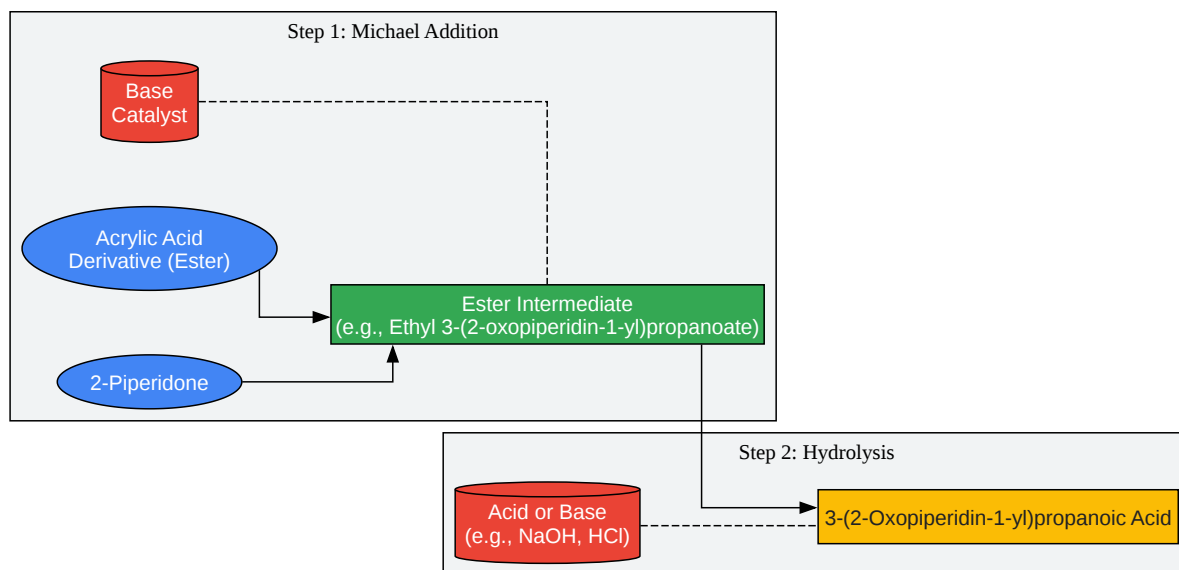 Step 1: Michael Addition
Base
Catalyst
Acrylic Acid
Derivative (Ester)
Ester Intermediate
(e.g., Ethyl 3-(2-oxopiperidin-1-yl)propanoate)
2-Piperidone
Step 2: Hydrolysis
Acid or Base
(e.g., NaOH, HCl)
3-(2-Oxopiperidin-1-yl)propanoic Acid